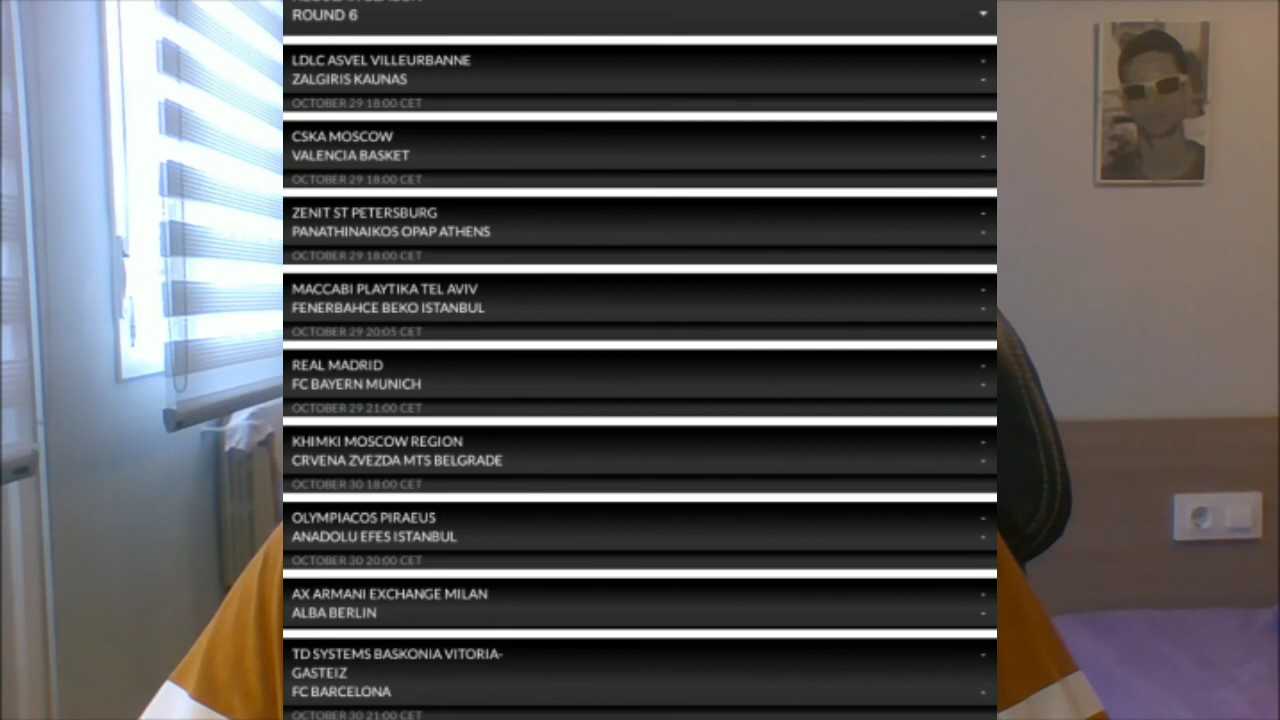 ROUND 6
LDLC ASVEL VILLEURBANNE -
ZALGIRIS KAUNAS -
OCTOBER 29 18:00 CET
CSKA MOSCOW -
VALENCIA BASKET -
OCTOBER 29 18:00 CET
ZENIT ST PETERSBURG -
PANATHINAIKOS OPAP ATHENS -
OCTOBER 29 18:00 CET
MACCABI PLAYTIKA TEL AVIV -
FENERBAHCE BEKO ISTANBUL -
OCTOBER 29 20:05 CET
REAL MADRID -
FC BAYERN MUNICH -
OCTOBER 29 21:00 CET
KHIMKI MOSCOW REGION -
CRVENA ZVEZDA MTS BELGRADE -
OCTOBER 30 18:00 CET
OLYMPIACOS PIRAEUS -
ANADOLU EFES ISTANBUL -
OCTOBER 30 20:00 CET
AX ARMANI EXCHANGE MILAN -
ALBA BERLIN -
TD SYSTEMS BASKONIA VITORIA- -
GASTEIZ
FC BARCELONA -
OCTOBER 30 21:00 CET